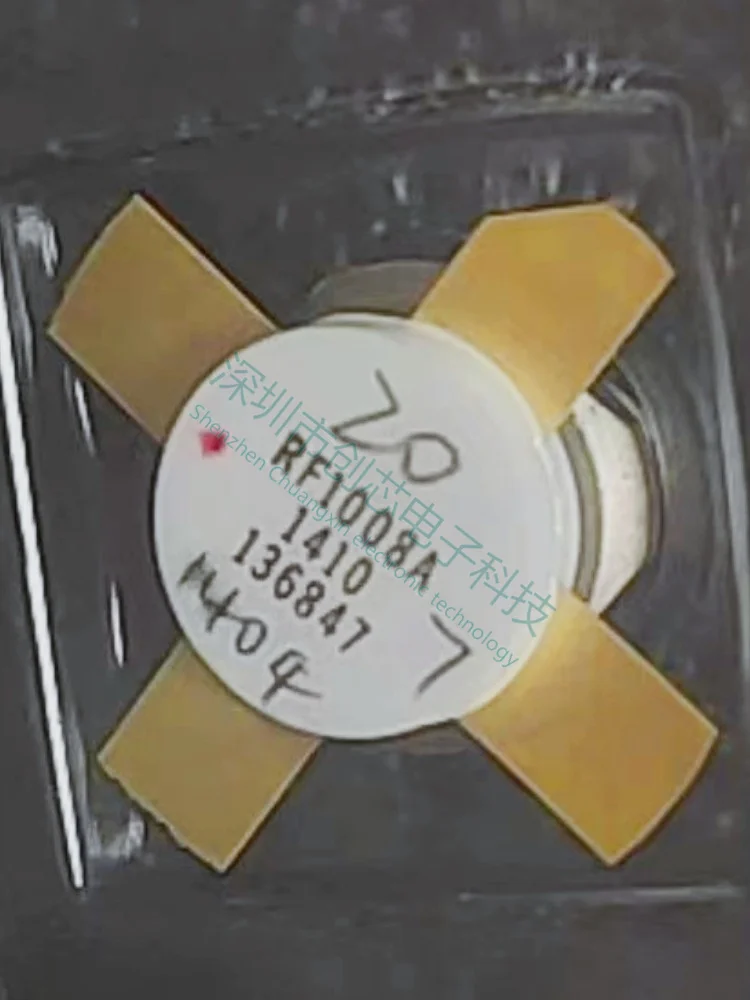 20
RF1008A
1410
136847
7
深圳市创芯电子科技
Shenzhen Chuangxin electronic technology